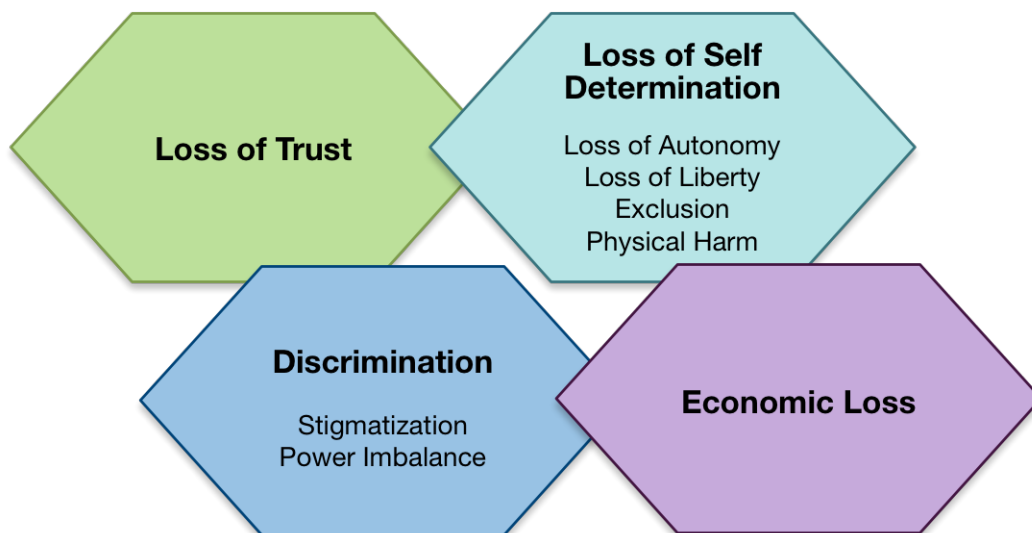 Loss of Trust
Loss of Self
Determination
Loss of Autonomy
Loss of Liberty
Exclusion
Physical Harm
Discrimination
Stigmatization
Power Imbalance
Economic Loss